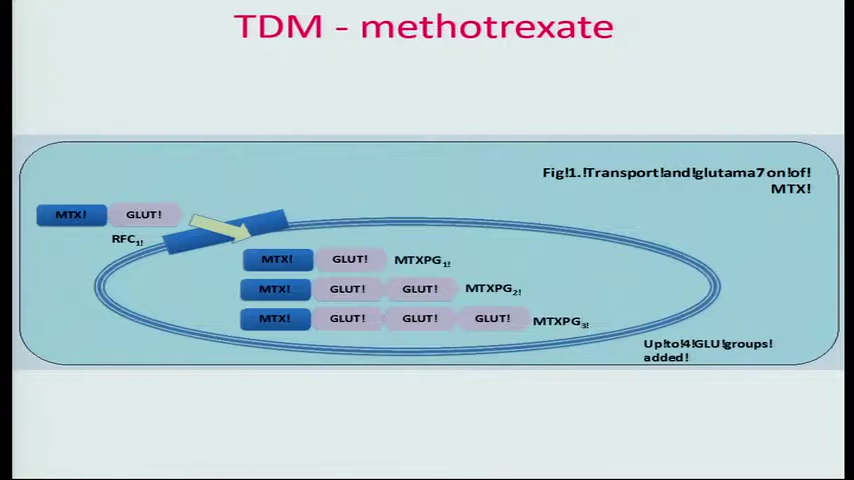 TDM - methotrexate
Fig!1.!Transport!and!glutama7on!of!
MTX!
MTX! GLUT!
RFC1!
MTX! GLUT! MTXPG1!
MTX! GLUT! GLUT! MTXPG2!
MTX! GLUT! GLUT! GLUT! MTXPG3!
Up!to!4!GLU!groups!
added!